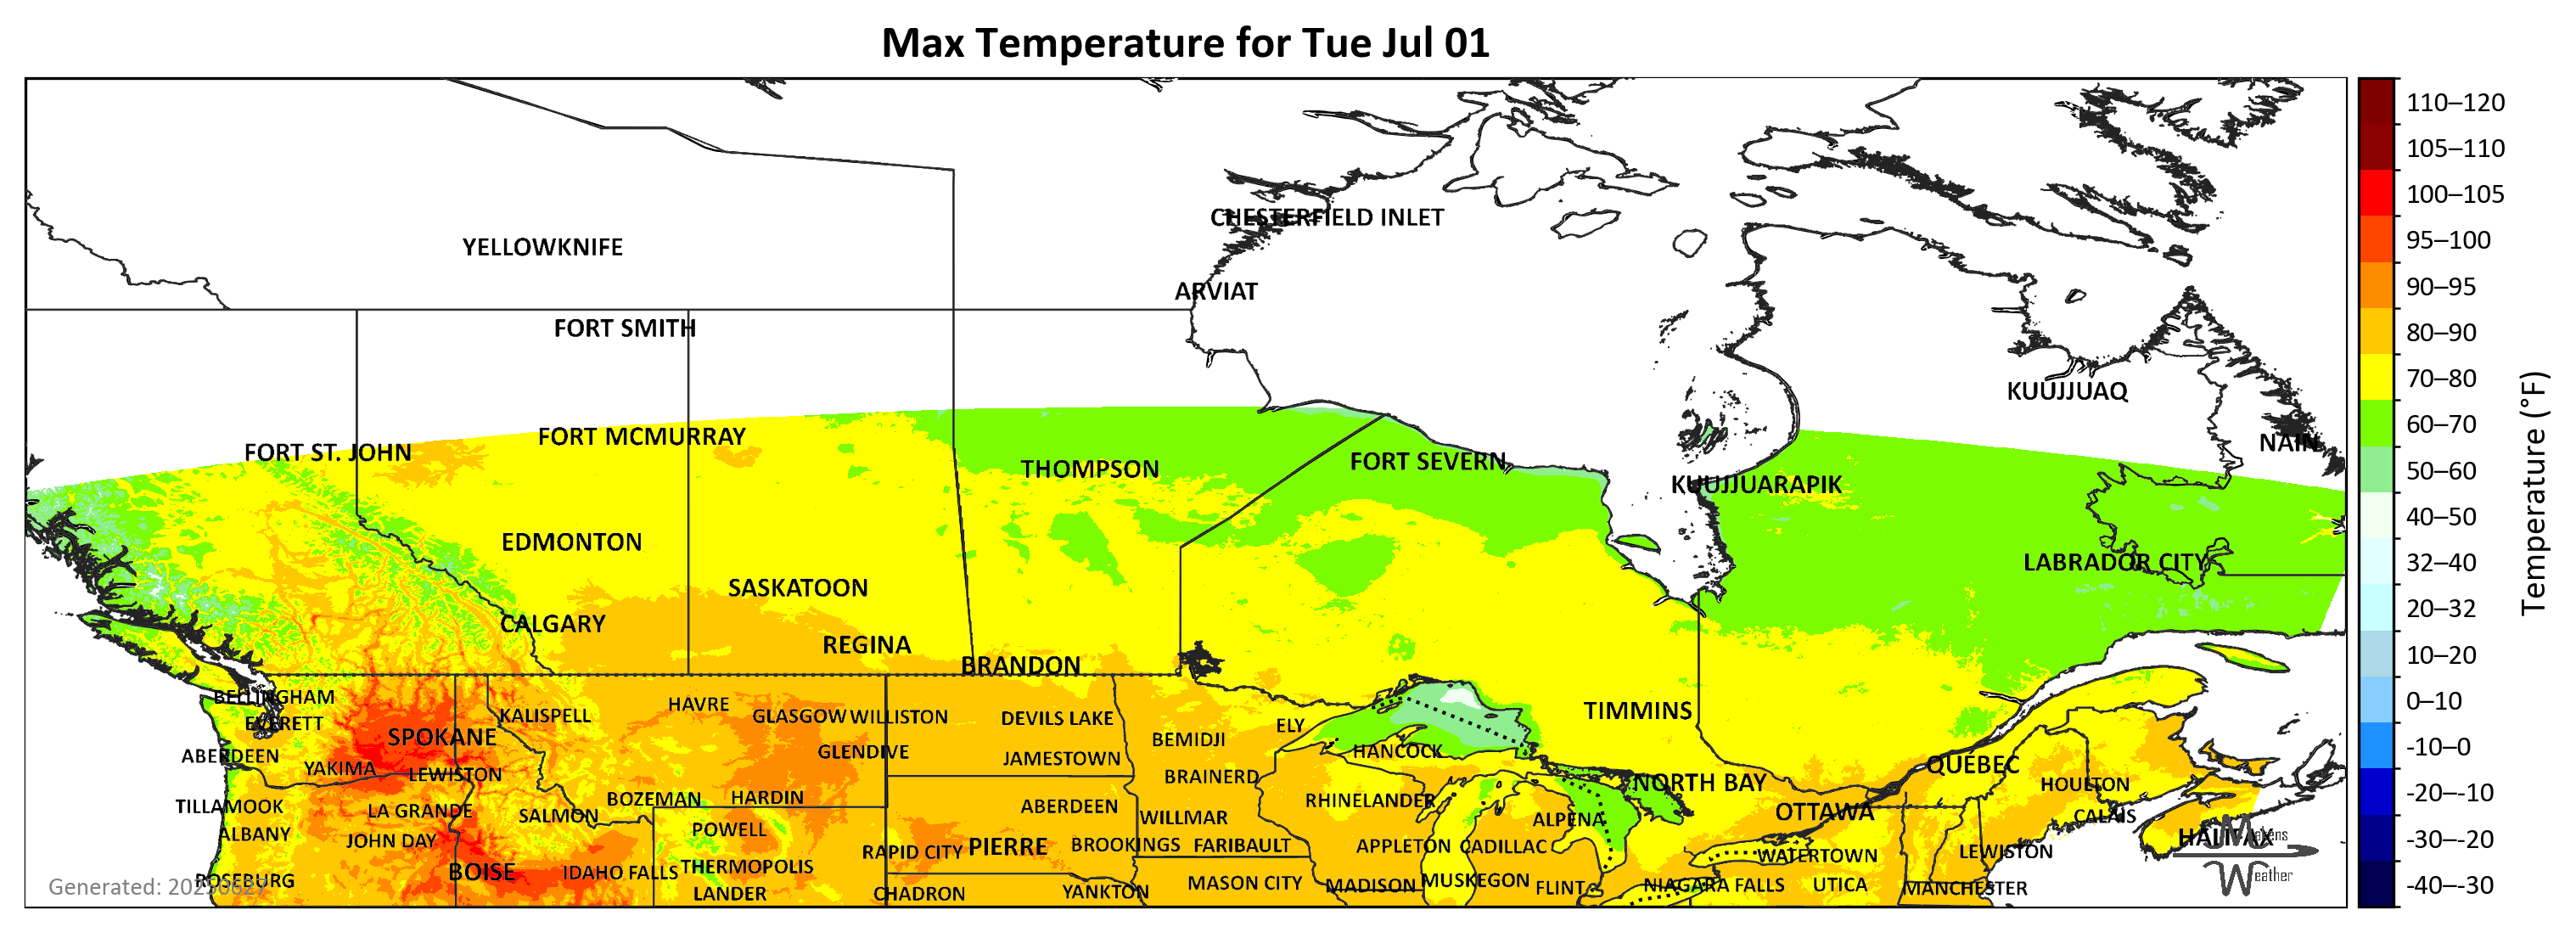 Max Temperature for Tue Jul 01
CHESTERFIELD INLET
YELLOWKNIFE
ARVIAT
FORT SMITH
KUUJJUAQ
FORT MCMURRAY
NAIN
FORT ST. JOHN
FORT SEVERN
THOMPSON
KUUJJUARAPIK
EDMONTON
LABRADOR CITY
SASKATOON
CALGARY
REGINA
BRANDON
BELLINGHAM
HAVRE
TIMMINS
KALISPELL
GLASGOW
WILLISTON
DEVILS LAKE
EVERETT
ELY
SPOKANE
BEMIDJI
ABERDEEN
GLENDIVE
HANCOCK
JAMESTOWN
QUÉBEC
YAKIMA
LEWISTON
BRAINERD
NORTH BAY
HOULTON
BOZEMAN
HARDIN
RHINELANDER
TILLAMOOK
LA GRANDE
SALMON
ABERDEEN
WILLMAR
ALPENA
OTTAWA
CALAIS
ALBANY
JOHN DAY
POWELL
HALIFAX
RAPID CITY
PIERRE
BROOKINGS
FARIBAULT
APPLETON
CADILLAC
WATERTOWN
LEWISTON
BOISE
IDAHO FALLS
THERMOPOLIS
ROSEBURG
LANDER
CHADRON
YANKTON
MASON CITY
MADISON
MUSKEGON
FLINT
NIAGARA FALLS
UTICA
MANCHESTER
Generated: 20250627
Weather
110–120
105–110
100–105
95–100
90–95
80–90
70–80
60–70
50–60
40–50
32–40
20–32
10–20
0–10
-10–0
-20–-10
-30–-20
-40–-30
Temperature (°F)